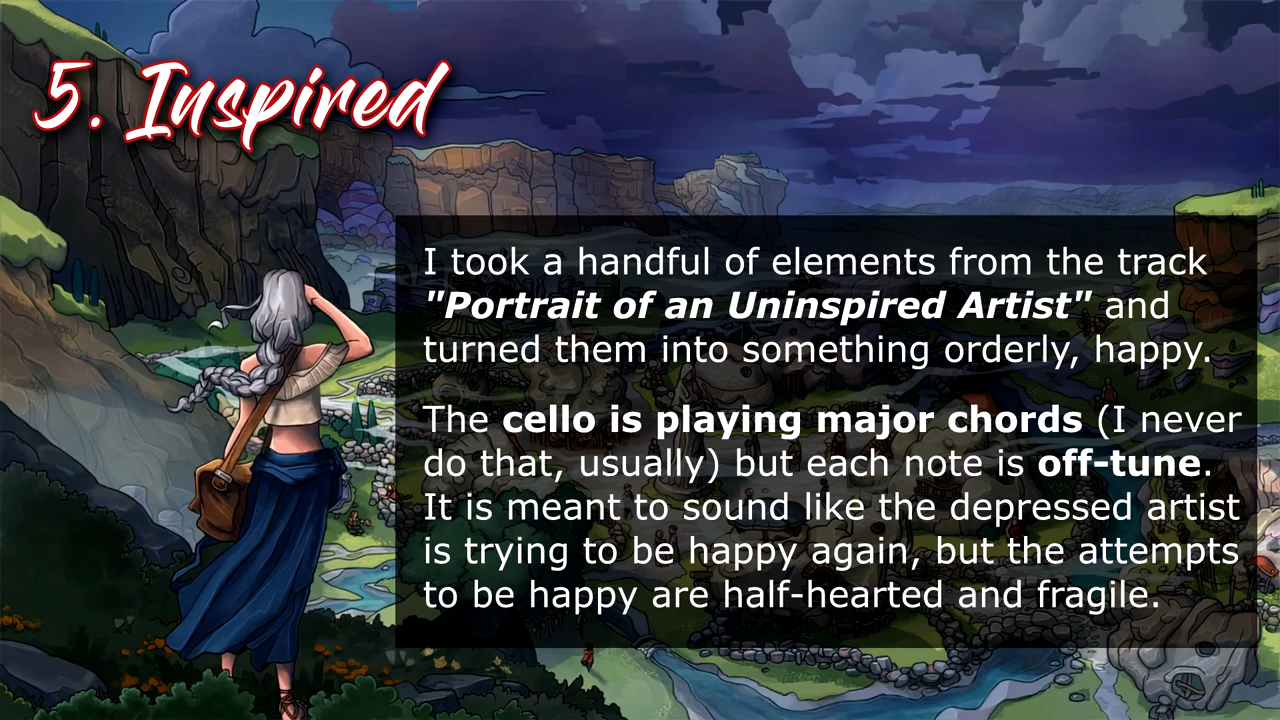 5. Inspired
I took a handful of elements from the track
"Portrait of an Uninspired Artist" and
turned them into something orderly, happy.
The cello is playing major chords (I never
do that, usually) but each note is off-tune.
It is meant to sound like the depressed artist
is trying to be happy again, but the attempts
to be happy are half-hearted and fragile.